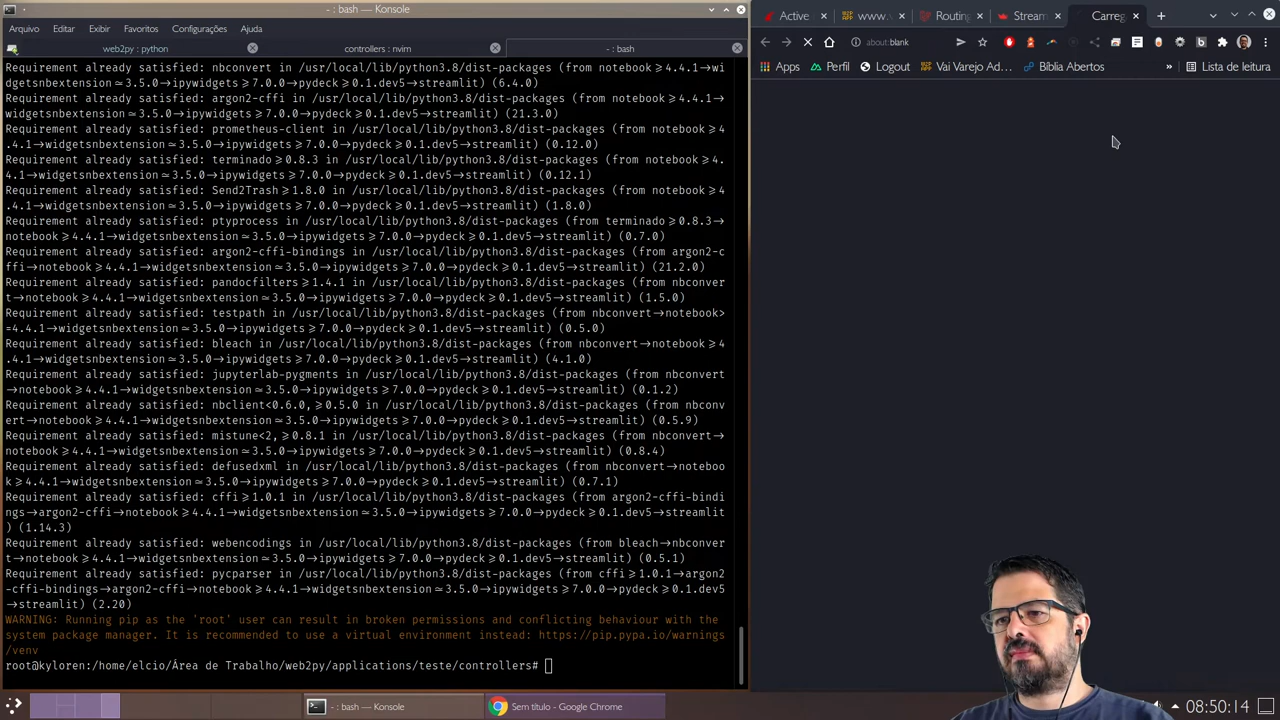 - : bash — Konsole
Arquivo Editar Exibir Favoritos Configurações Ajuda
web2py : python
controllers : nvim
- : bash
Requirement already satisfied: nbconvert in /usr/local/lib/python3.8/dist-packages (from notebook≥4.4.1→wi
dgetsnbextension≃3.5.0→ipywidgets≥7.0.0→pydeck≥0.1.dev5→streamlit) (6.4.0)
Requirement already satisfied: argon2-cffi in /usr/local/lib/python3.8/dist-packages (from notebook≥4.4.1→
widgetsnbextension≃3.5.0→ipywidgets≥7.0.0→pydeck≥0.1.dev5→streamlit) (21.3.0)
Requirement already satisfied: prometheus-client in /usr/local/lib/python3.8/dist-packages (from notebook≥4
.4.1→widgetsnbextension≃3.5.0→ipywidgets≥7.0.0→pydeck≥0.1.dev5→streamlit) (0.12.0)
Requirement already satisfied: terminado≥0.8.3 in /usr/local/lib/python3.8/dist-packages (from notebook≥4.
4.1→widgetsnbextension≃3.5.0→ipywidgets≥7.0.0→pydeck≥0.1.dev5→streamlit) (0.12.1)
Requirement already satisfied: Send2Trash≥1.8.0 in /usr/local/lib/python3.8/dist-packages (from notebook≥4
.4.1→widgetsnbextension≃3.5.0→ipywidgets≥7.0.0→pydeck≥0.1.dev5→streamlit) (1.8.0)
Requirement already satisfied: ptyprocess in /usr/local/lib/python3.8/dist-packages (from terminado≥0.8.3→
notebook≥4.4.1→widgetsnbextension≃3.5.0→ipywidgets≥7.0.0→pydeck≥0.1.dev5→streamlit) (0.7.0)
Requirement already satisfied: argon2-cffi-bindings in /usr/local/lib/python3.8/dist-packages (from argon2-c
ffi→notebook≥4.4.1→widgetsnbextension≃3.5.0→ipywidgets≥7.0.0→pydeck≥0.1.dev5→streamlit) (21.2.0)
Requirement already satisfied: pandocfilters≥1.4.1 in /usr/local/lib/python3.8/dist-packages (from nbconver
t→notebook≥4.4.1→widgetsnbextension≃3.5.0→ipywidgets≥7.0.0→pydeck≥0.1.dev5→streamlit) (1.5.0)
Requirement already satisfied: testpath in /usr/local/lib/python3.8/dist-packages (from nbconvert→notebook>
=4.4.1→widgetsnbextension≃3.5.0→ipywidgets≥7.0.0→pydeck≥0.1.dev5→streamlit) (0.5.0)
Requirement already satisfied: bleach in /usr/local/lib/python3.8/dist-packages (from nbconvert→notebook≥4
.4.1→widgetsnbextension≃3.5.0→ipywidgets≥7.0.0→pydeck≥0.1.dev5→streamlit) (4.1.0)
Requirement already satisfied: jupyterlab-pygments in /usr/local/lib/python3.8/dist-packages (from nbconvert
→notebook≥4.4.1→widgetsnbextension≃3.5.0→ipywidgets≥7.0.0→pydeck≥0.1.dev5→streamlit) (0.1.2)
Requirement already satisfied: nbclient<0.6.0,≥0.5.0 in /usr/local/lib/python3.8/dist-packages (from nbconv
ert→notebook≥4.4.1→widgetsnbextension≃3.5.0→ipywidgets≥7.0.0→pydeck≥0.1.dev5→streamlit) (0.5.9)
Requirement already satisfied: mistune<2,≥0.8.1 in /usr/local/lib/python3.8/dist-packages (from nbconvert→
notebook≥4.4.1→widgetsnbextension≃3.5.0→ipywidgets≥7.0.0→pydeck≥0.1.dev5→streamlit) (0.8.4)
Requirement already satisfied: defusedxml in /usr/local/lib/python3.8/dist-packages (from nbconvert→noteboo
k≥4.4.1→widgetsnbextension≃3.5.0→ipywidgets≥7.0.0→pydeck≥0.1.dev5→streamlit) (0.7.1)
Requirement already satisfied: cffi≥1.0.1 in /usr/local/lib/python3.8/dist-packages (from argon2-cffi-bindi
ngs→argon2-cffi→notebook≥4.4.1→widgetsnbextension≃3.5.0→ipywidgets≥7.0.0→pydeck≥0.1.dev5→streamlit
) (1.14.3)
Requirement already satisfied: webencodings in /usr/local/lib/python3.8/dist-packages (from bleach→nbconver
t→notebook≥4.4.1→widgetsnbextension≃3.5.0→ipywidgets≥7.0.0→pydeck≥0.1.dev5→streamlit) (0.5.1)
Requirement already satisfied: pycparser in /usr/local/lib/python3.8/dist-packages (from cffi≥1.0.1→argon2
-cffi-bindings→argon2-cffi→notebook≥4.4.1→widgetsnbextension≃3.5.0→ipywidgets≥7.0.0→pydeck≥0.1.dev5
→streamlit) (2.20)
WARNING: Running pip as the 'root' user can result in broken permissions and conflicting behaviour with the
system package manager. It is recommended to use a virtual environment instead: https://pip.pypa.io/warnings
/venv
root@kyloren:/home/elcio/Área de Trabalho/web2py/applications/teste/controllers#
Active
www.
Routing
Stream
Carreg
about:blank
Apps Perfil Logout Vai Varejo Ad Bíblia Atuando » Lista de leitura
- : bash — Konsole
Sem título - Google Chrome
08:50:14